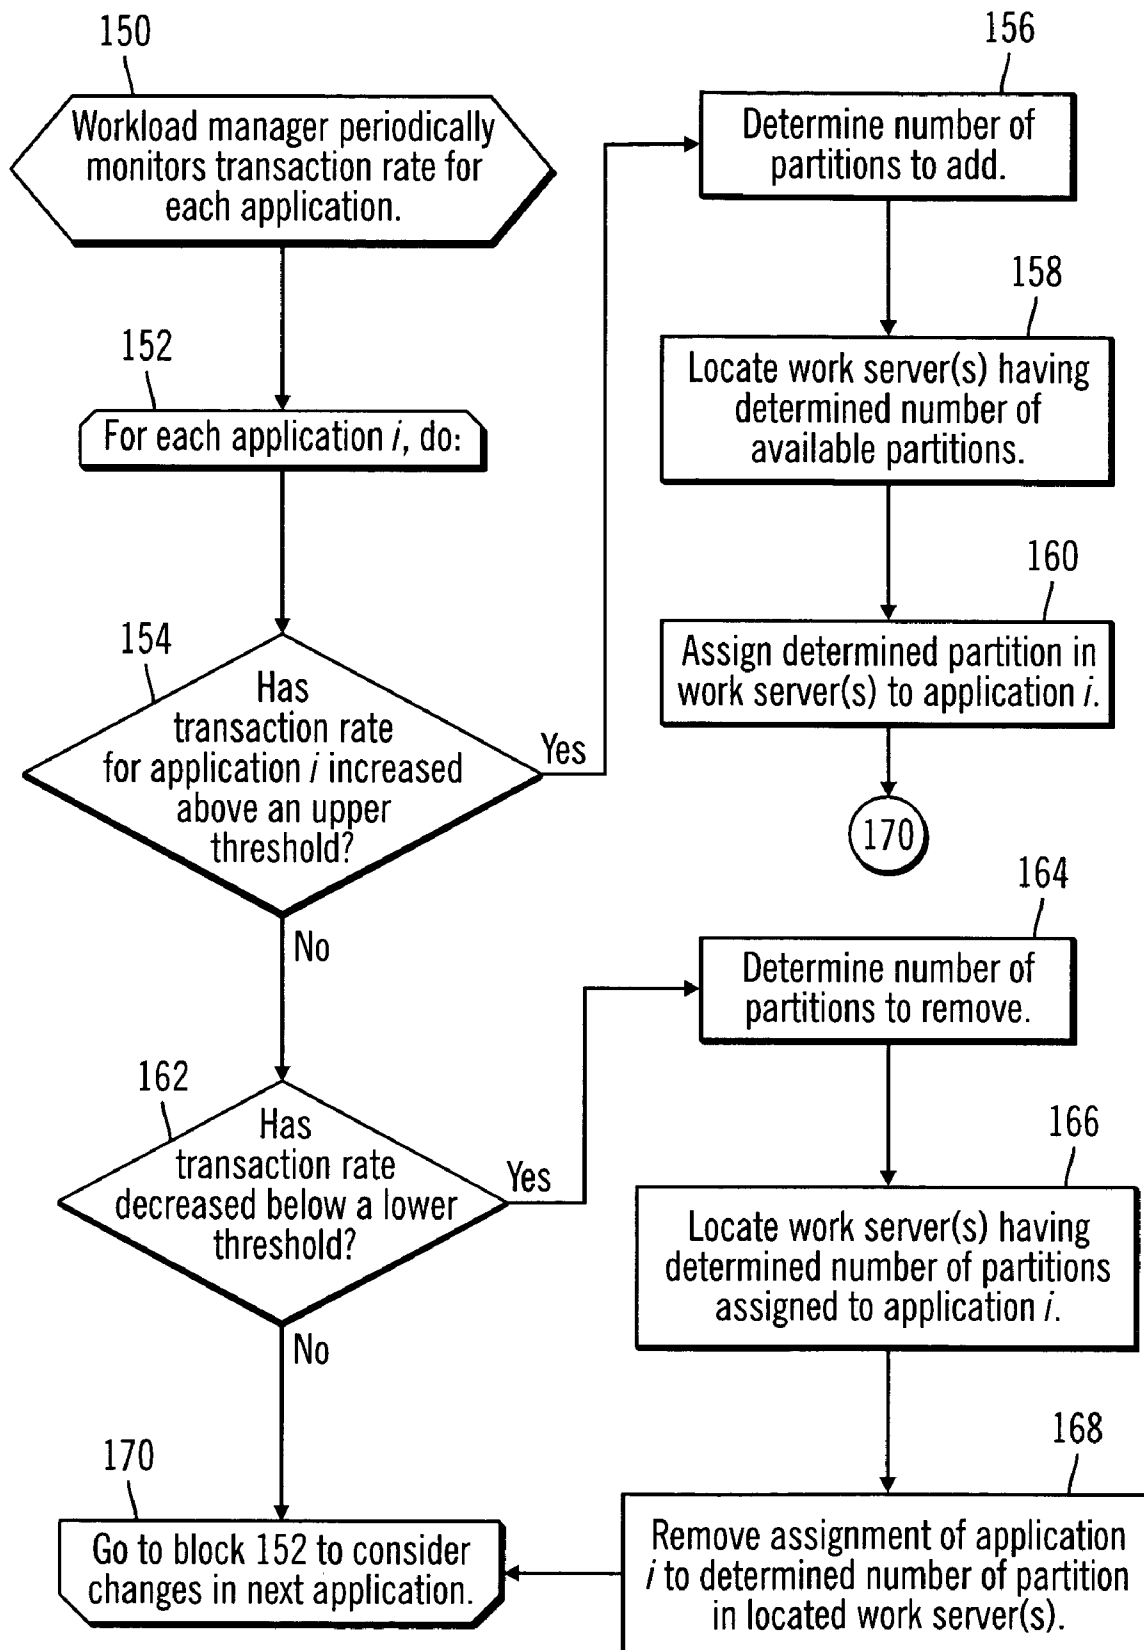 150
Workload manager periodically
monitors transaction rate for
each application.
152
For each application i, do:
154
Has
transaction rate
for application i increased
above an upper
threshold?
Yes
No
156
Determine number of
partitions to add.
158
Locate work server(s) having
determined number of
available partitions.
160
Assign determined partition in
work server(s) to application i.
170
162
Has
transaction rate
decreased below a lower
threshold?
Yes
No
164
Determine number of
partitions to remove.
166
Locate work server(s) having
determined number of partitions
assigned to application i.
168
Remove assignment of application
i to determined number of partition
in located work server(s).
170
Go to block 152 to consider
changes in next application.